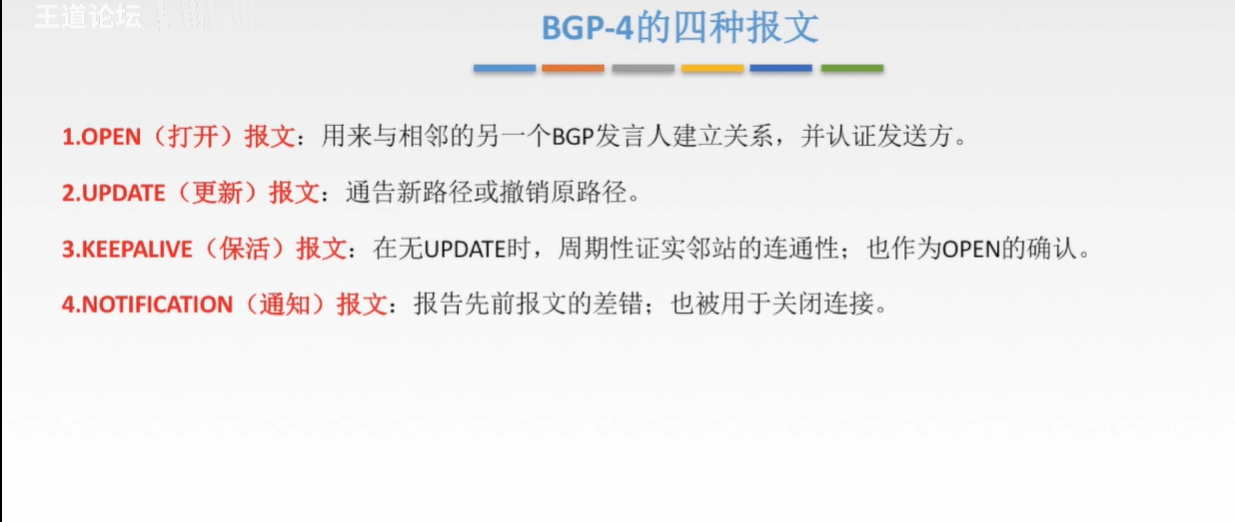 王道论坛
BGP-4的四种报文
1.OPEN（打开）报文：用来与相邻的另一个BGP发言人建立关系，并认证发送方。
2.UPDATE（更新）报文：通告新路径或撤销原路径。
3.KEEPALIVE（保活）报文：在无UPDATE时，周期性证实邻站的连通性；也作为OPEN的确认。
4.NOTIFICATION（通知）报文：报告先前报文的差错；也被用于关闭连接。